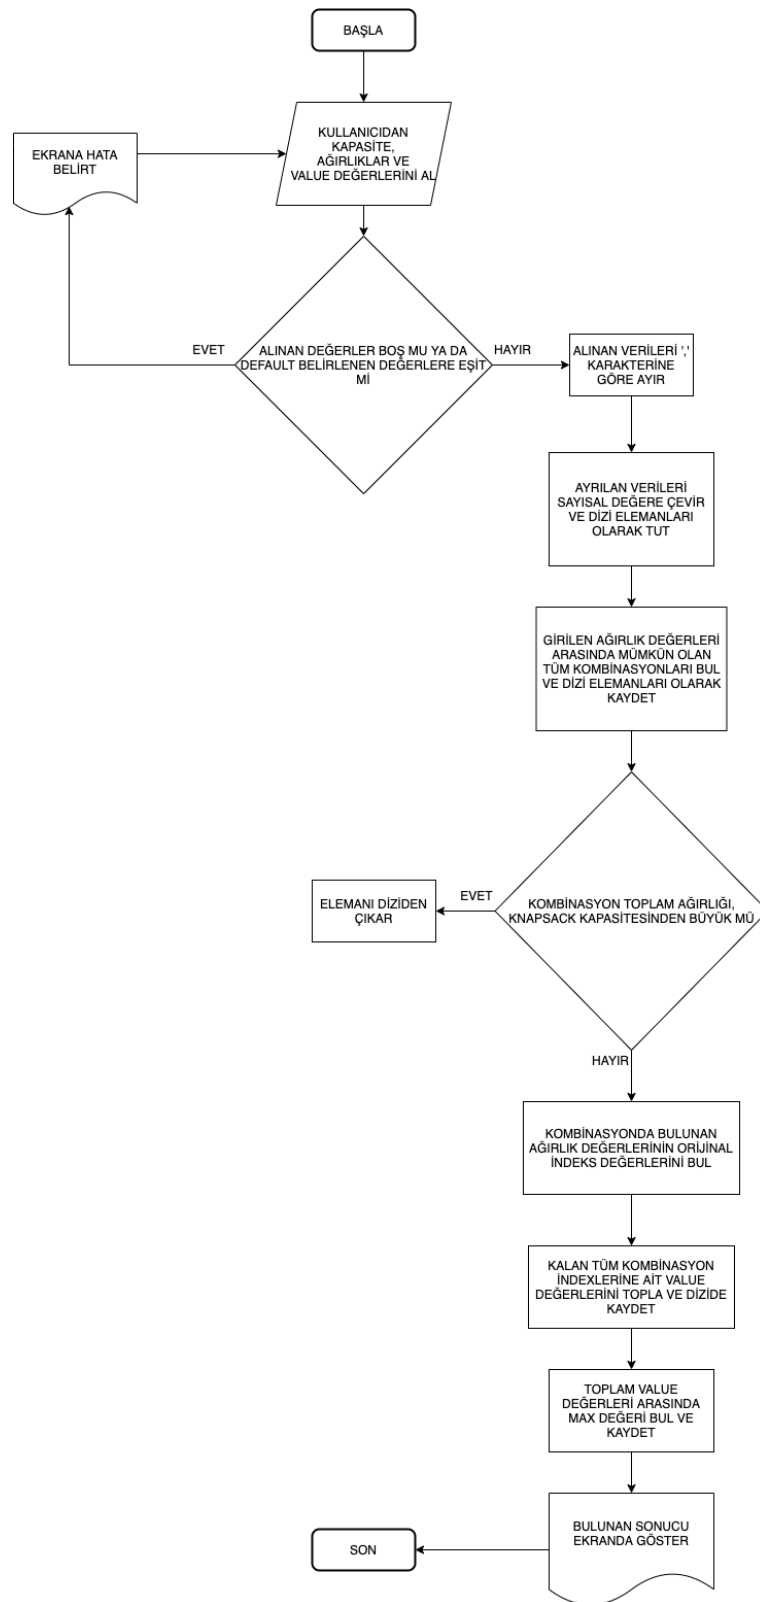 BAŞLA
KULLANICIDAN
KAPASİTE,
AĞIRLIKLAR VE
VALUE DEĞERLERİNİ AL
EKRANA HATA
BELİRT
EVET
ALINAN DEĞERLER BOŞ MU YA DA
DEFAULT BELİRLENEN DEĞERLERE EŞİT
Mİ
HAYIR
ALINAN VERİLERİ ','
KARAKTERİNE
GÖRE AYIR
AYRILAN VERİLERİ
SAYISAL DEĞERE ÇEVİR
VE DİZİ ELEMANLARI
OLARAK TUT
GİRİLEN AĞIRLIK DEĞERLERİ
ARASINDA MÜMKÜN OLAN
TÜM KOMBİNASYONLARI BUL
VE DİZİ ELEMANLARI OLARAK
KAYDET
ELEMANI DİZİDEN
ÇIKAR
EVET
KOMBİNASYON TOPLAM AĞIRLIĞI,
KNAPSACK KAPASİTESİNDEN BÜYÜK MÜ
HAYIR
KOMBİNASYONDA BULUNAN
AĞIRLIK DEĞERLERİNİN ORİJİNAL
İNDEKS DEĞERLERİNİ BUL
KALAN TÜM KOMBİNASYON
İNDEXLERİNE AİT VALUE
DEĞERLERİNİ TOPLA VE DİZİDE
KAYDET
TOPLAM VALUE
DEĞERLERİ ARASINDA
MAX DEĞERİ BUL VE
KAYDET
BULUNAN SONUCU
EKRANDA GÖSTER
SON